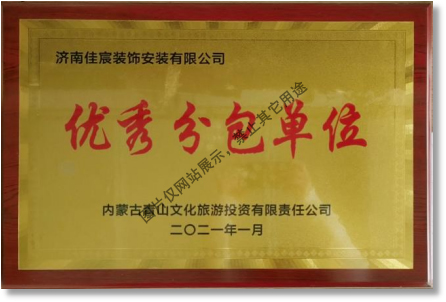 济南佳宸装饰安装有限公司
优秀分包单位
图片仅网站展示，禁止其它用途
内蒙古青山文化旅游投资有限责任公司
二〇二一年一月